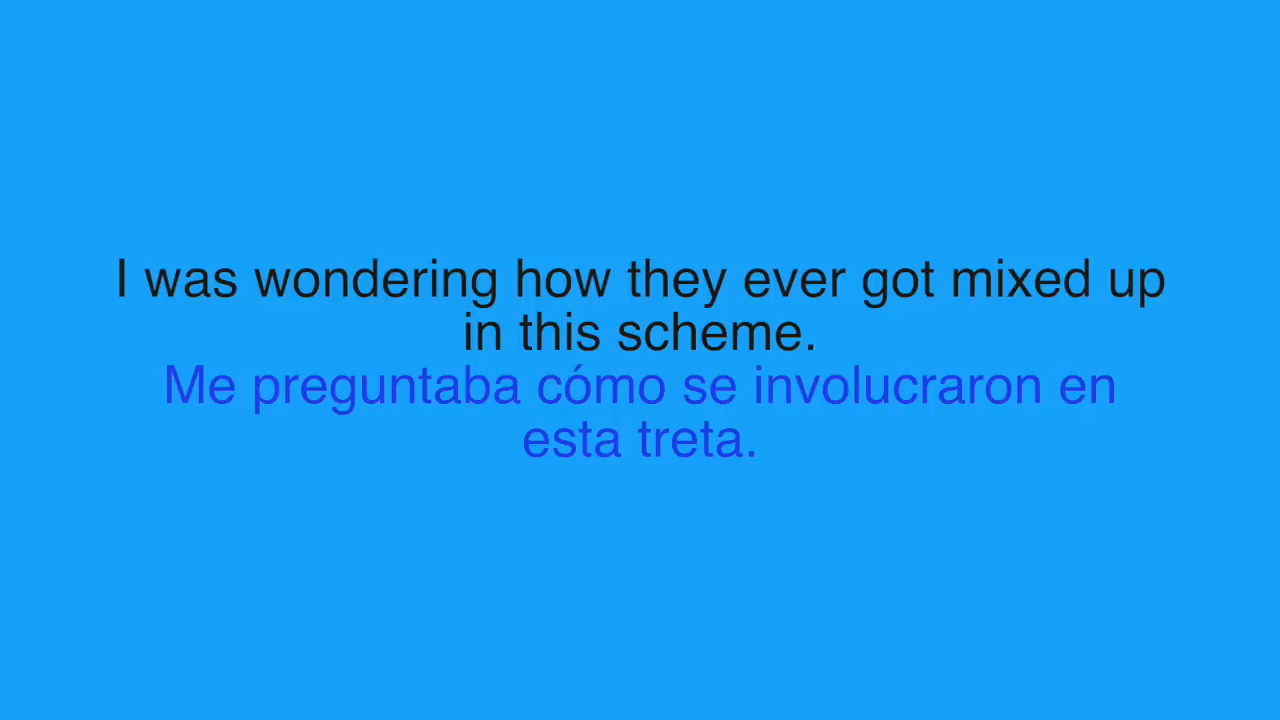 I was wondering how they ever got mixed up
in this scheme.
Me preguntaba cómo se involucraron en
esta treta.